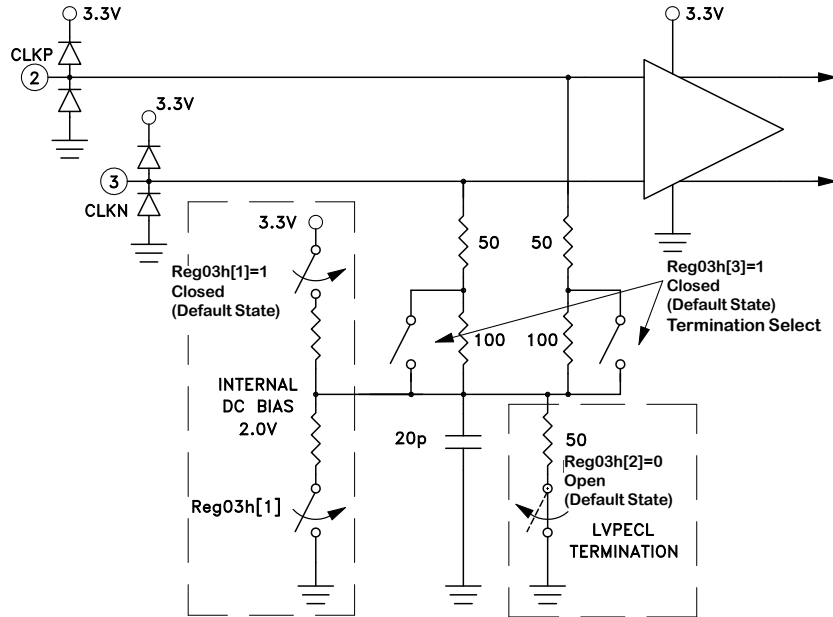 3.3V
3.3V
CLKP
2
3.3V
3
CLKN
3.3V
50
50
Reg03h[1]=1
Closed
(Default State)
Reg03h[3]=1
Closed
(Default State)
Termination Select
100
100
INTERNAL
DC BIAS
2.0V
20p
50
Reg03h[2]=0
Open
(Default State)
Reg03h[1]
LVPECL
TERMINATION